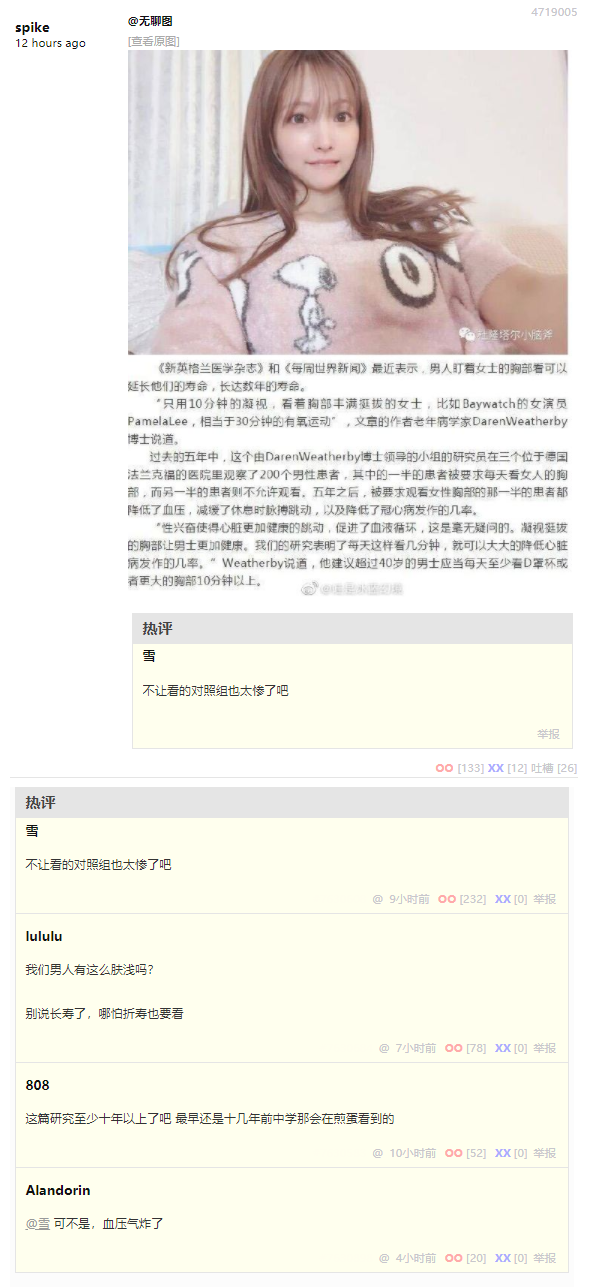 4719005
spike
12 hours ago
@无聊图
[查看原图]
《新英格兰医学杂志》和《每周世界新闻》最近表示，男人盯着女士的胸部看可以
延长他们的寿命，长达数年的寿命。
“只用10分钟的凝视，看着胸部丰满挺拔的女士，比如Baywatch的女演员
PamelaLee，相当于30分钟的有氧运动”，文章的作者老年病学家DarenWeatherby
博士说道。
过去的五年中，这个由DarenWeatherby博士领导的小组的研究员在三个位于德国
法兰克福的医院里观察了200个男性患者，其中的一半的患者被要求每天看女人的胸
部，而另一半的患者则不允许观看。五年之后，被要求观看女性胸部的那一半的患者都
降低了血压，减缓了休息时脉搏跳动，以及降低了冠心病发作的几率。
“性兴奋使得心脏更加健康的跳动，促进了血液循环，这是毫无疑问的。凝视挺拔
的胸部让男士更加健康。我们的研究表明了每天这样看几分钟，就可以大大的降低心脏
病发作的几率。” Weatherby说道，他建议超过40岁的男士应当每天至少看D罩杯或
者更大的胸部10分钟以上。
热评
雪
不让看的对照组也太惨了吧
举报
OO [133] XX [12] 吐槽 [26]
热评
雪
不让看的对照组也太惨了吧
@ 9小时前 OO [232] XX [0] 举报
lululu
我们男人有这么肤浅吗？
别说长寿了，哪怕折寿也要看
@ 7小时前 OO [78] XX [0] 举报
808
这篇研究至少十年以上了吧 最早还是十几年前中学那会在煎蛋看到的
@ 10小时前 OO [52] XX [0] 举报
Alandorin
@雪 可不是，血压气炸了
@ 4小时前 OO [20] XX [0] 举报